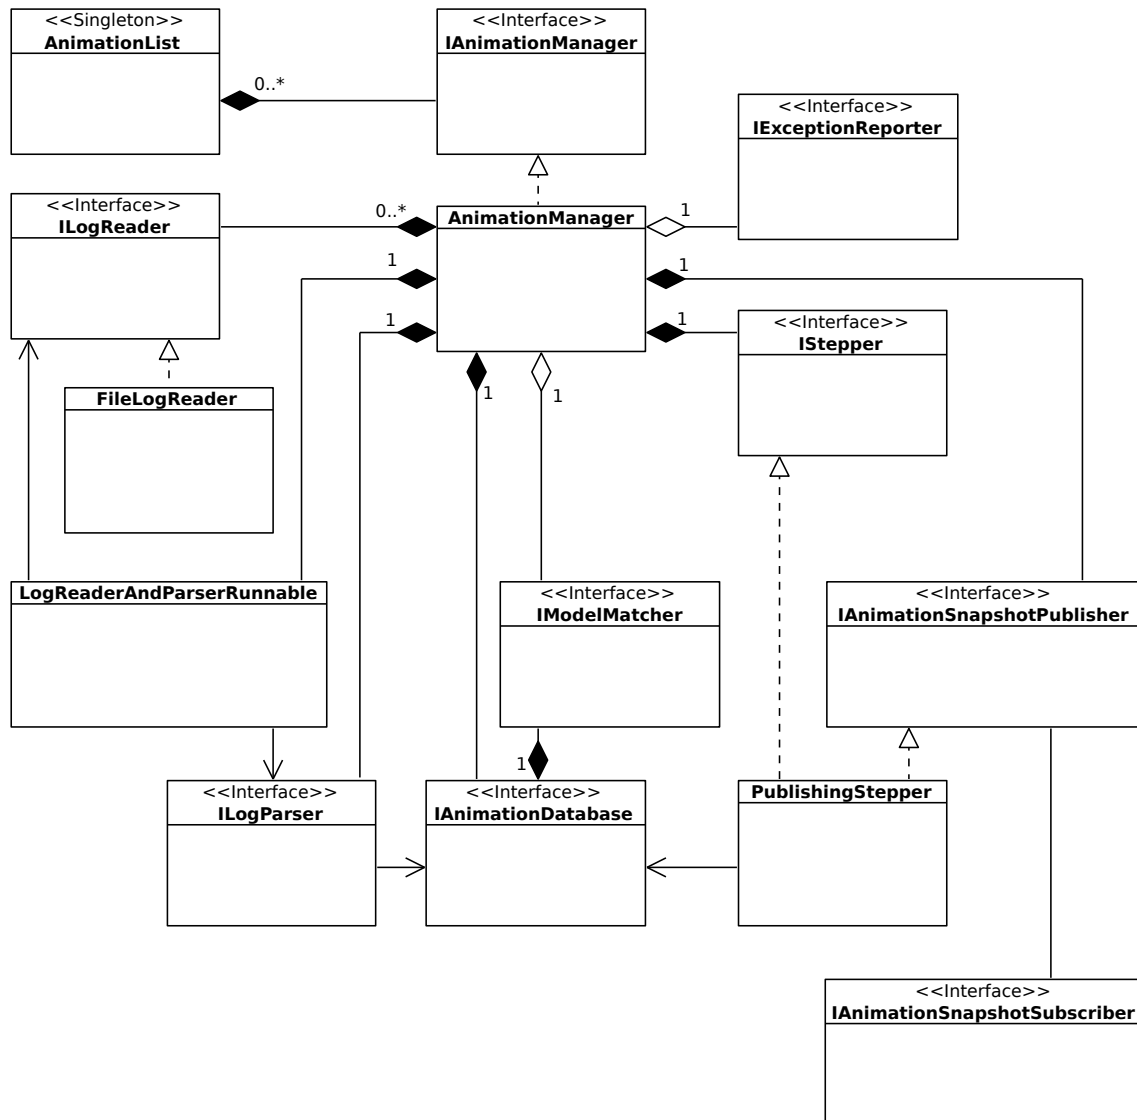 <<Singleton>>
AnimationList
<<Interface>>
IAnimationManager
0..*
<<Interface>>
IExceptionReporter
<<Interface>>
ILogReader
0..*
AnimationManager
1
1
1
1
1
<<Interface>>
IStepper
1
1
FileLogReader
LogReaderAndParserRunnable
<<Interface>>
IModelMatcher
<<Interface>>
IAnimationSnapshotPublisher
1
<<Interface>>
ILogParser
<<Interface>>
IAnimationDatabase
PublishingStepper
<<Interface>>
IAnimationSnapshotSubscriber